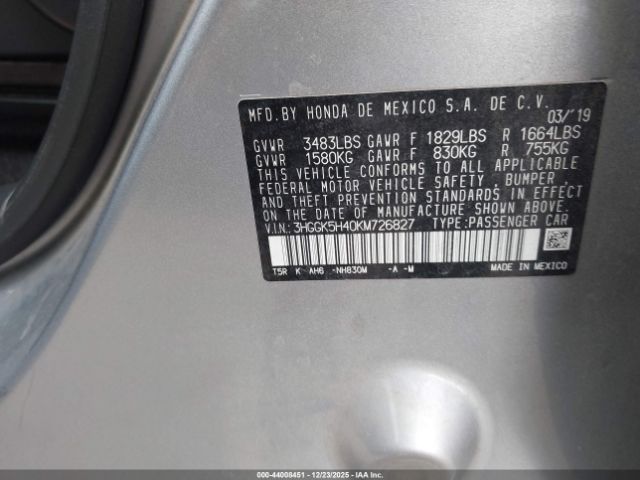 MFD.BY HONDA DE MEXICO S.A. DE C.V. 03/'19
GVWR 3483LBS GAWR F 1829LBS R 1664LBS
GVWR 1580KG GAWR F 830KG R 755KG
THIS VEHICLE CONFORMS TO ALL APPLICABLE
FEDERAL MOTOR VEHICLE SAFETY, BUMPER,
AND THEFT PREVENTION STANDARDS IN EFFECT
ON THE DATE OF MANUFACTURE SHOWN ABOVE.
V.I.N.: 3HGGK5H40KM726827 TYPE:PASSENGER CAR
T5R K AH6 -NH830M -A -M MADE IN MEXICO
000-44008451 - 12/23/2025 - IAA Inc.